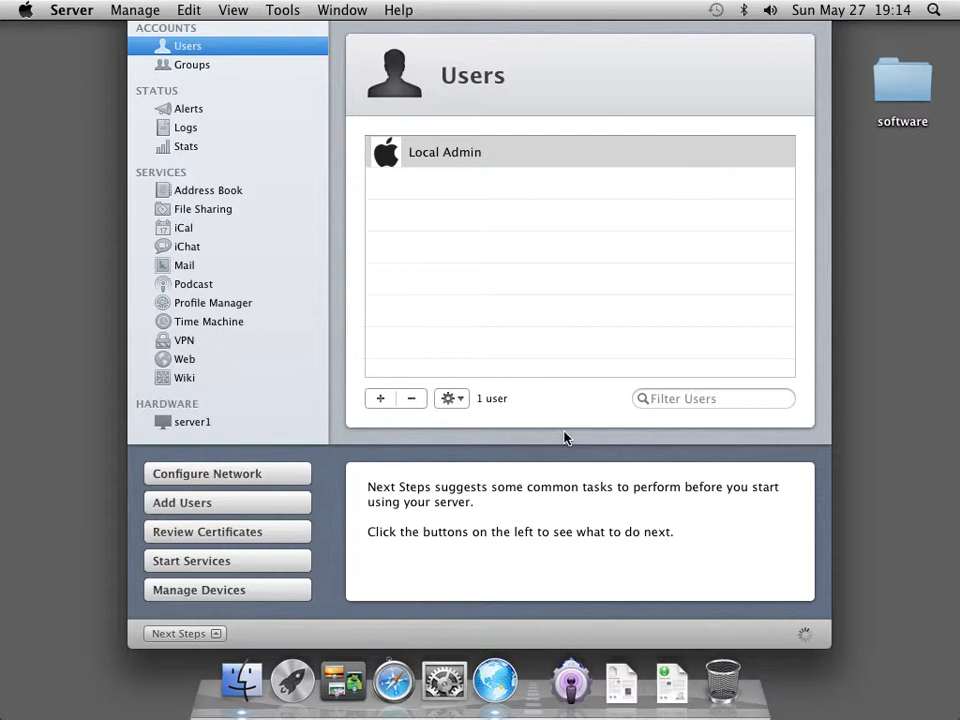 Server Manage Edit View Tools Window Help Sun May 27 19:14
ACCOUNTS
Users
Groups
STATUS
Alerts
Logs
Stats
SERVICES
Address Book
File Sharing
17
iCal
iChat
Mail
Podcast
Profile Manager
Time Machine
VPN
Web
Wiki
HARDWARE
server1
Users
Local Admin
+ − 1 user Filter Users
software
Configure Network
Add Users
Review Certificates
Start Services
Manage Devices
Next Steps suggests some common tasks to perform before you start
using your server.
Click the buttons on the left to see what to do next.
Next Steps